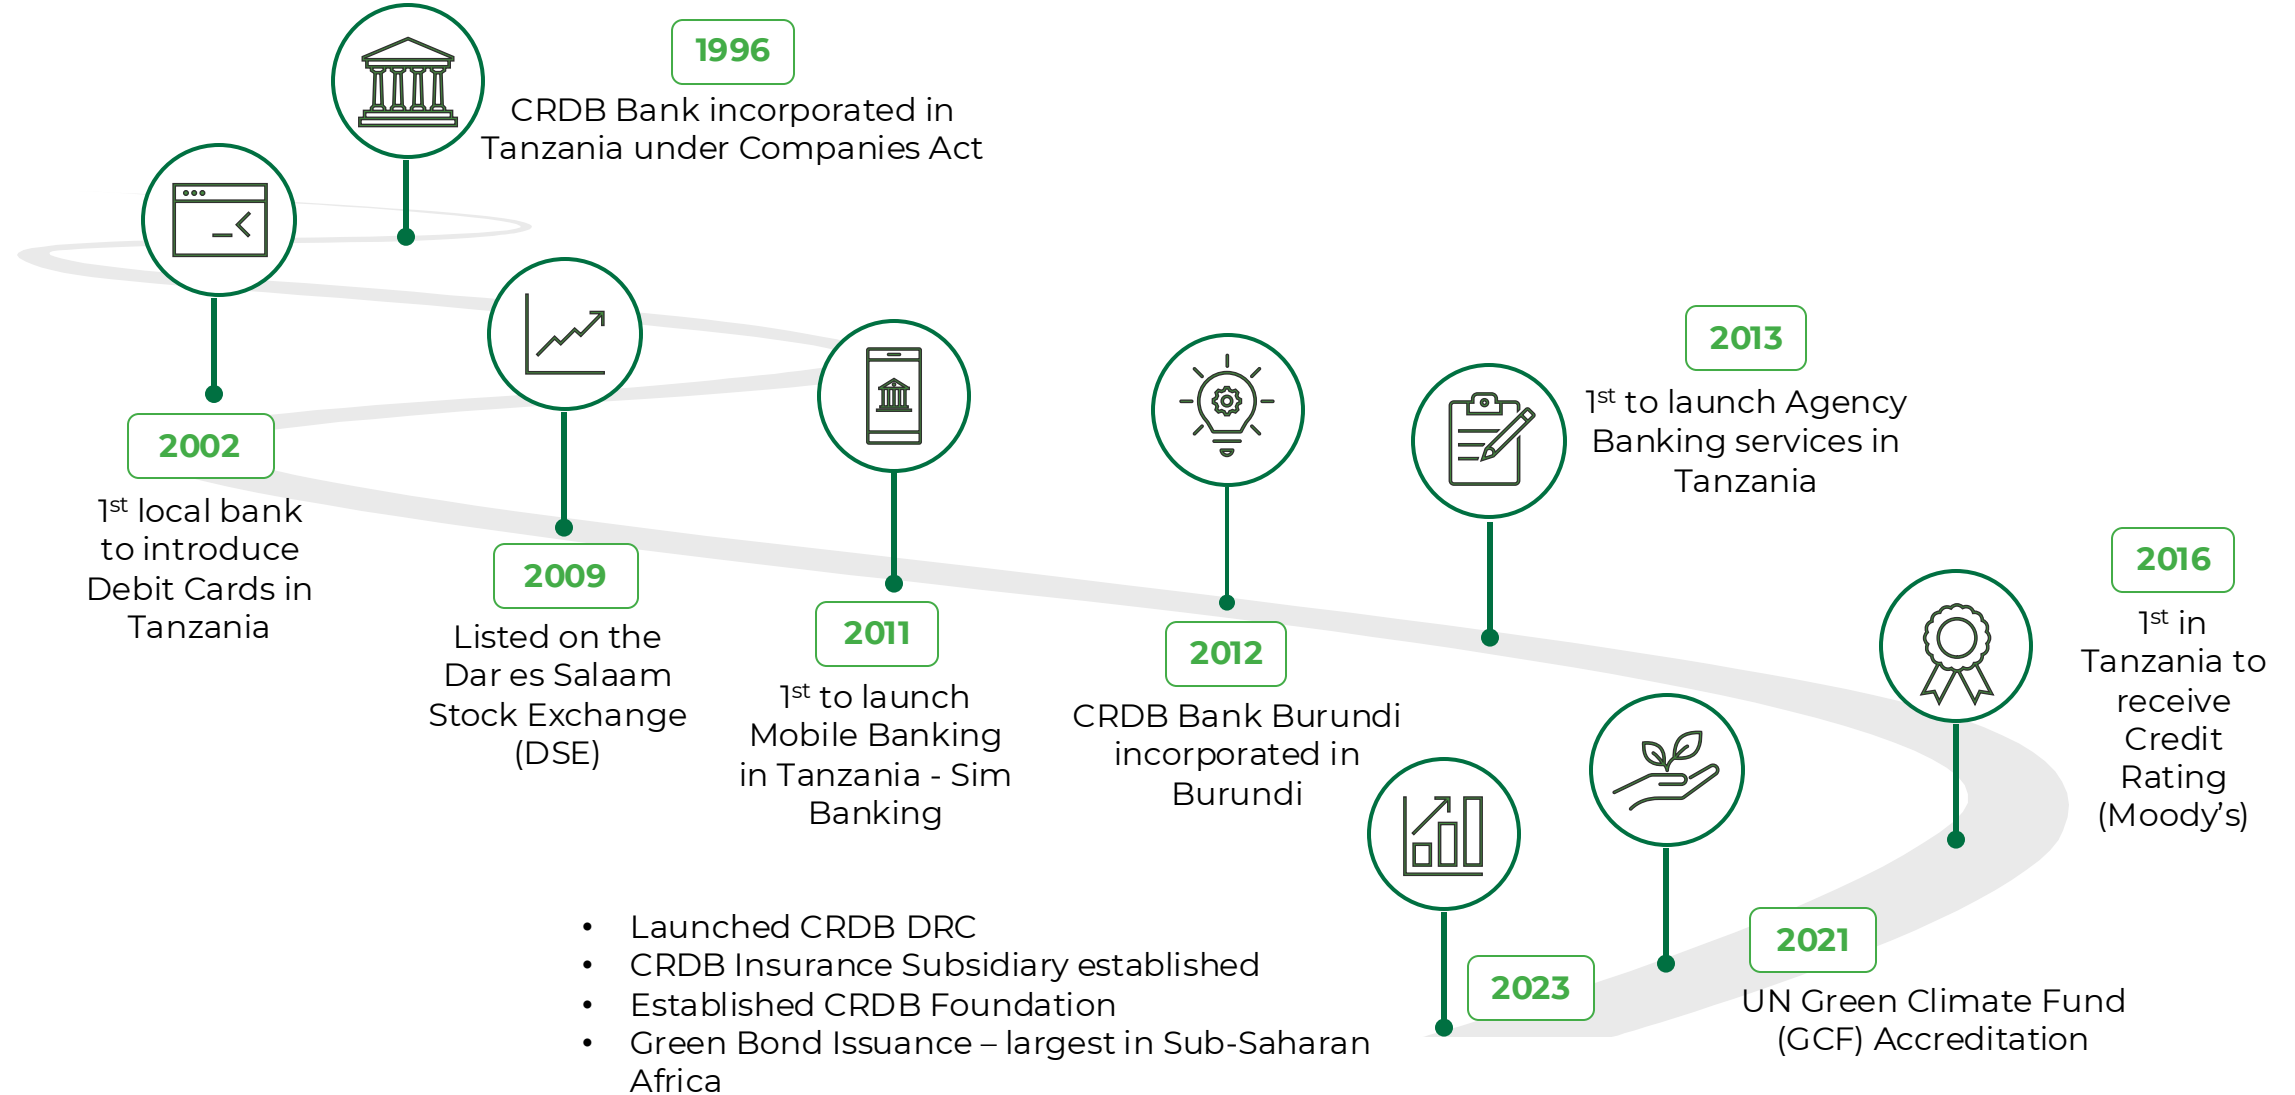 1996
CRDB Bank incorporated in
Tanzania under Companies Act
2002
1st local bank
to introduce
Debit Cards in
Tanzania
2009
Listed on the
Dar es Salaam
Stock Exchange
(DSE)
2011
1st to launch
Mobile Banking
in Tanzania - Sim
Banking
2012
CRDB Bank Burundi
incorporated in
Burundi
2013
1st to launch Agency
Banking services in
Tanzania
2016
1st in
Tanzania to
receive
Credit
Rating
(Moody’s)
2021
UN Green Climate Fund
(GCF) Accreditation
2023
• Launched CRDB DRC
• CRDB Insurance Subsidiary established
• Established CRDB Foundation
• Green Bond Issuance – largest in Sub-Saharan
Africa